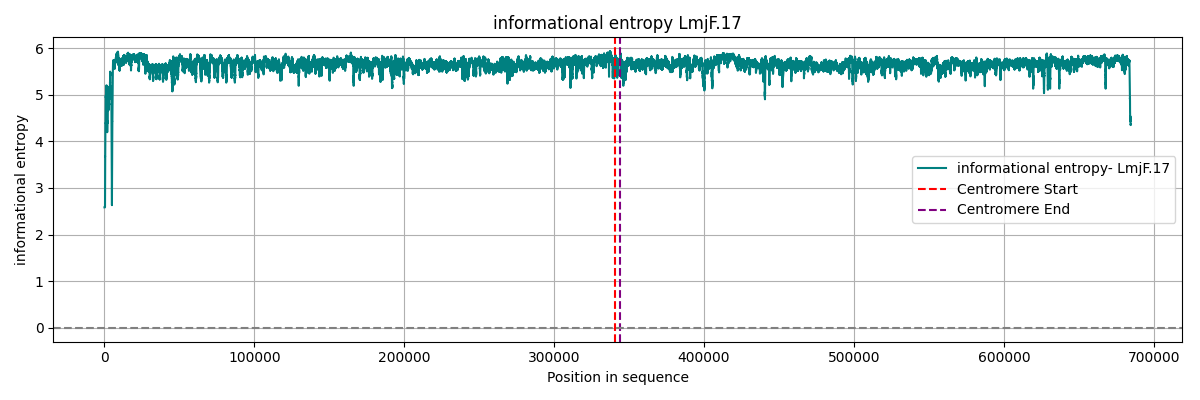 informational entropy LmjF.17
informational entropy
6
5
4
3
2
1
0
informational entropy- LmjF.17
Centromere Start
Centromere End
0 100000 200000 300000 400000 500000 600000 700000
Position in sequence